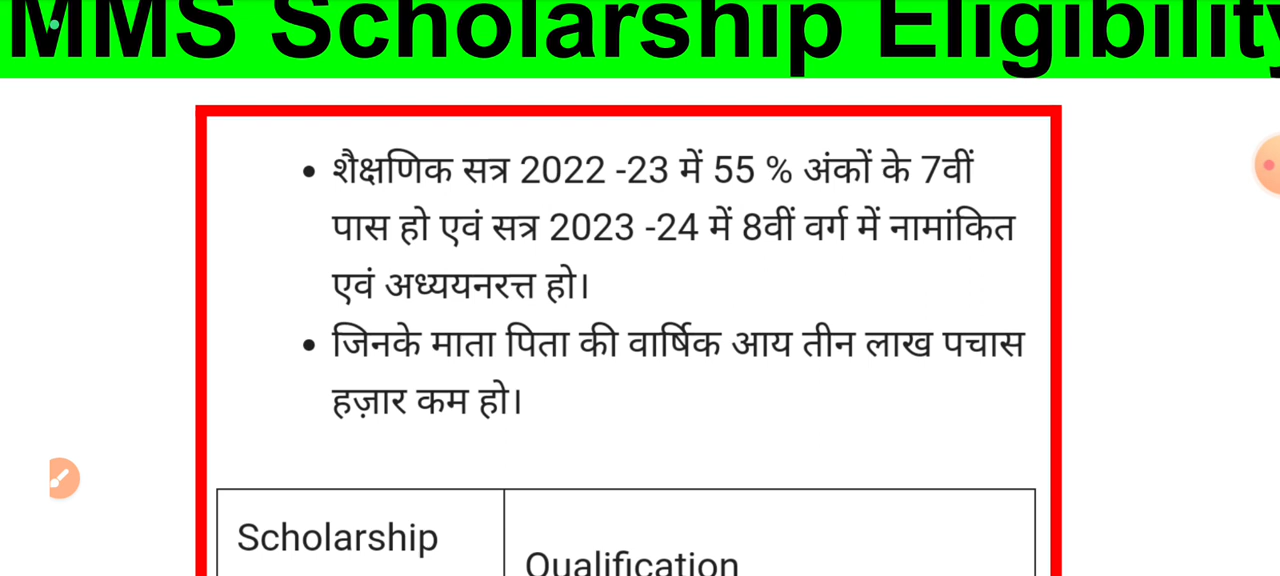 MMS Scholarship Eligibility
शैक्षणिक सत्र 2022 -23 में 55 % अंकों के 7वीं
पास हो एवं सत्र 2023 -24 में 8वीं वर्ग में नामांकित
एवं अध्ययनरत्त हो।
जिनके माता पिता की वार्षिक आय तीन लाख पचास
हज़ार कम हो।
Scholarship
Qualification